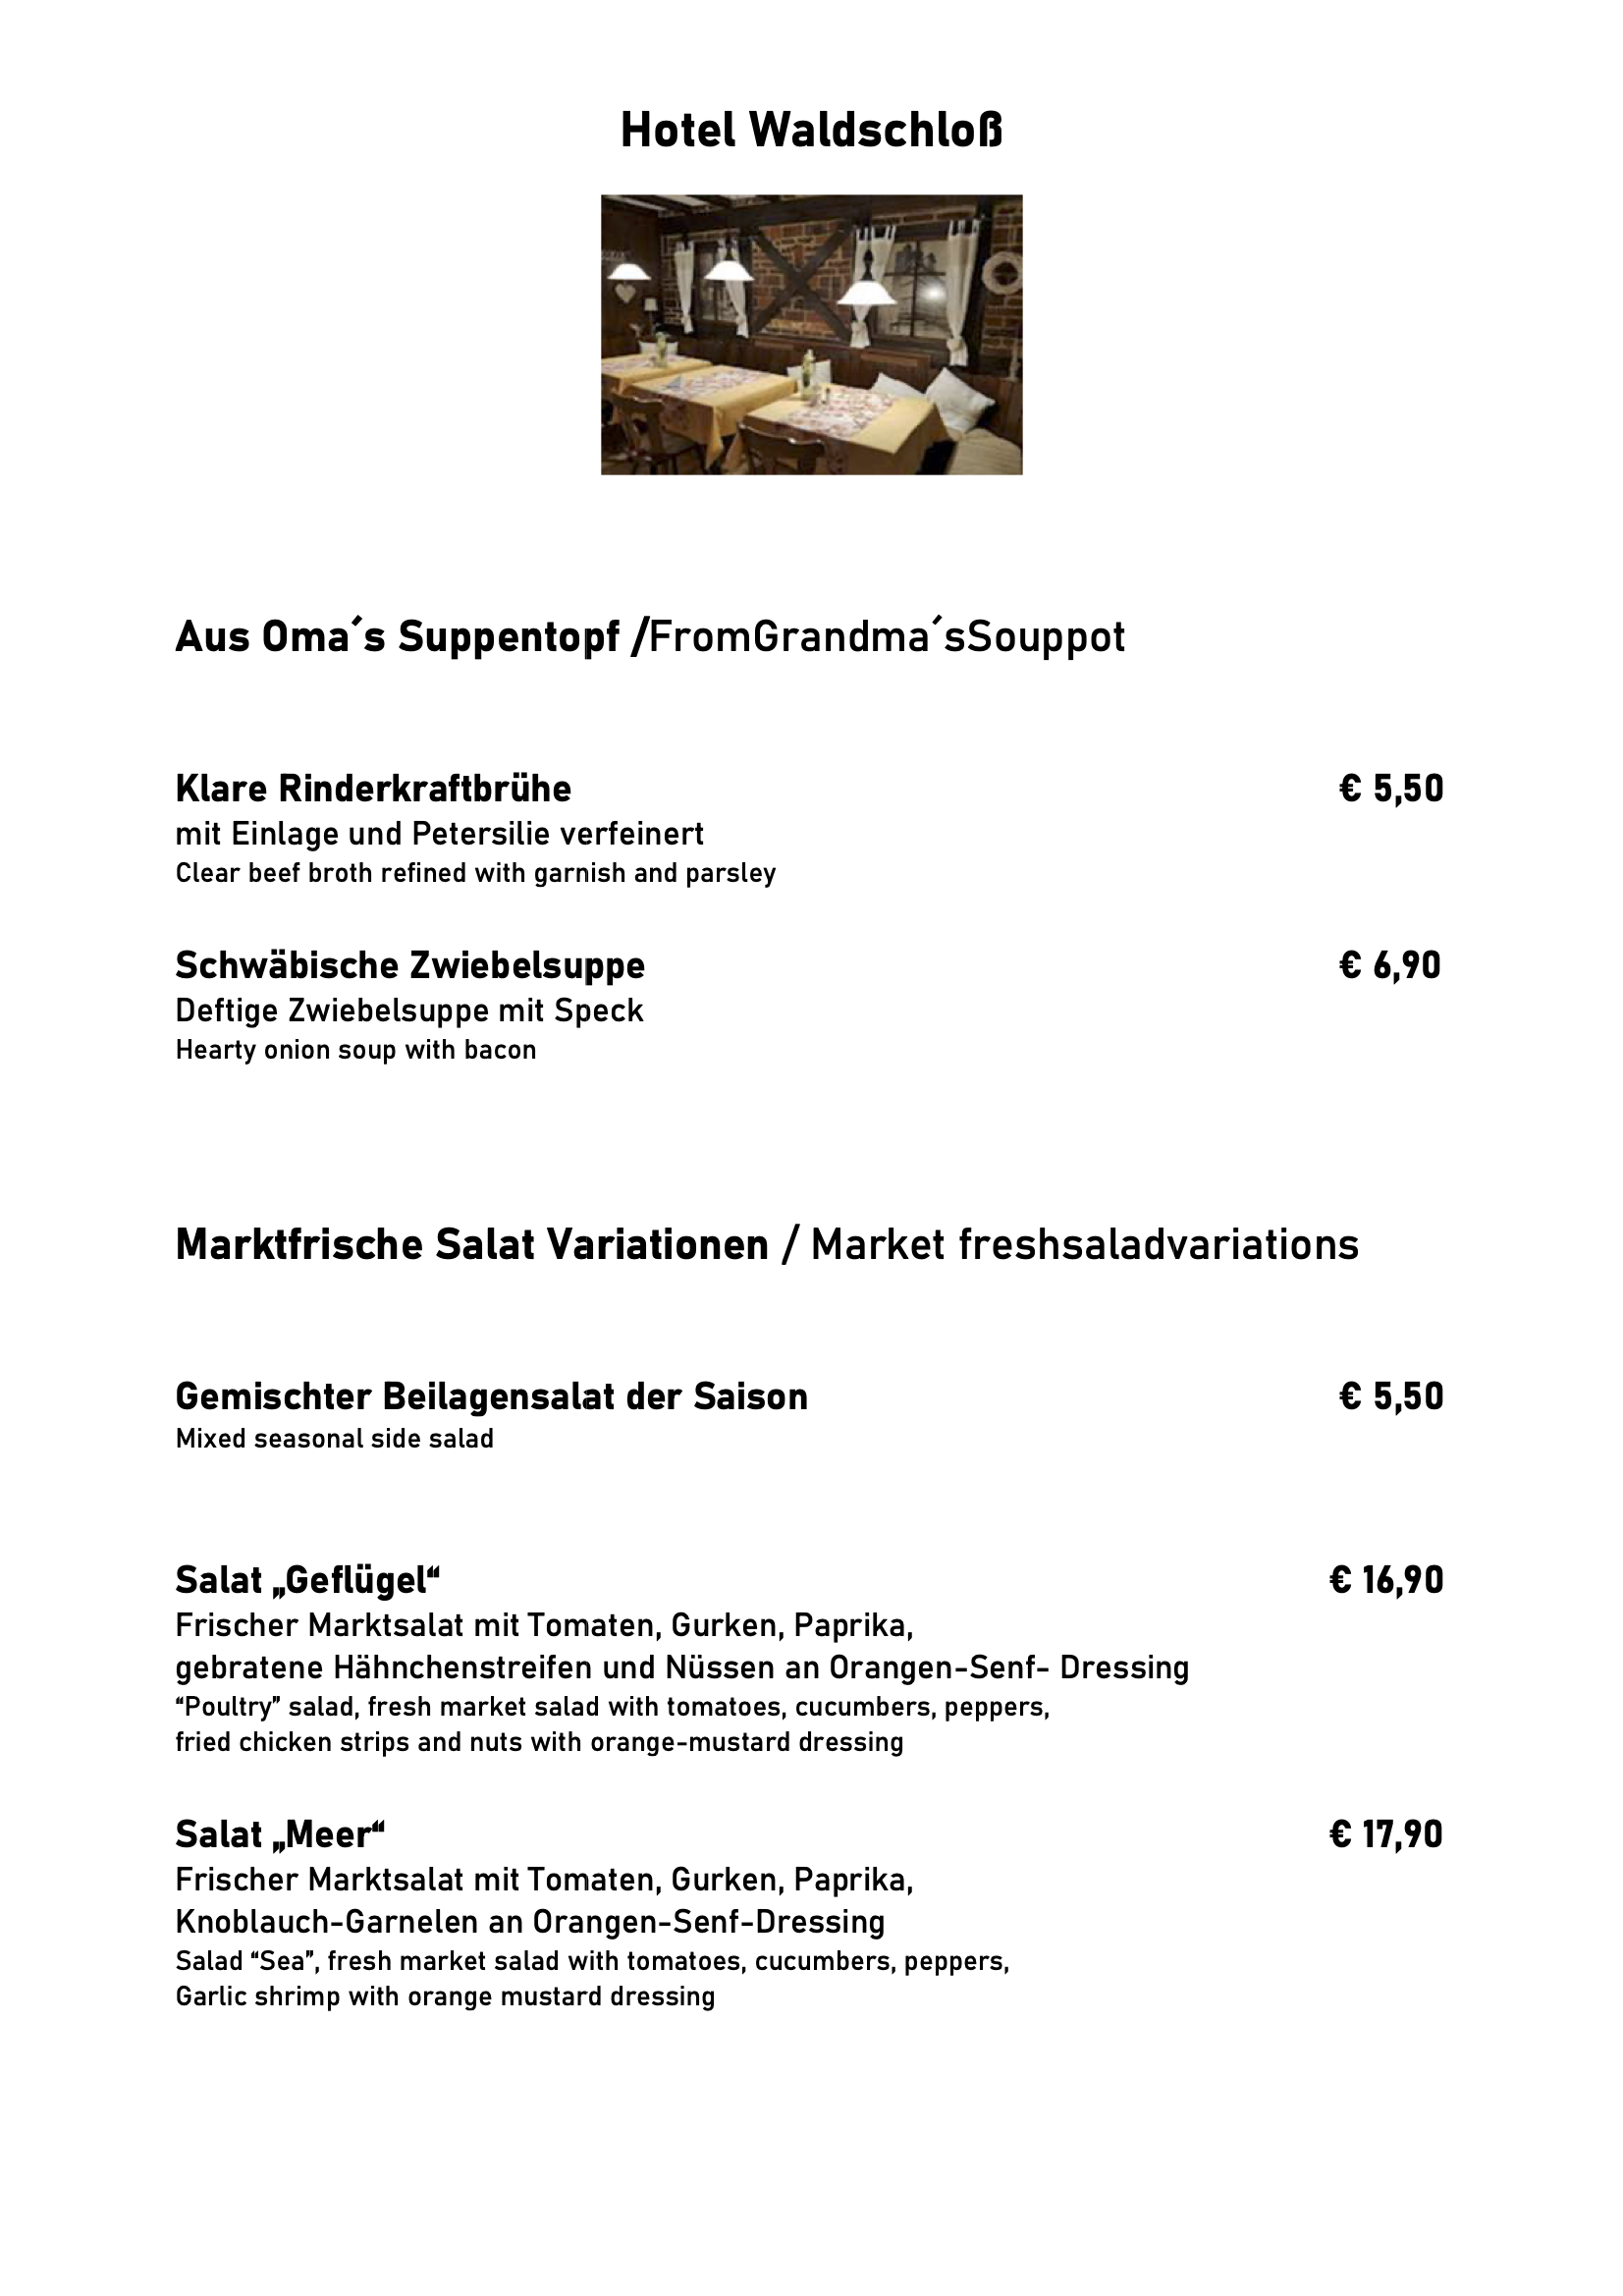 Hotel Waldschloß
Aus Oma´s Suppentopf /FromGrandma´sSouppot
Klare Rinderkraftbrühe € 5,50
mit Einlage und Petersilie verfeinert
Clear beef broth refined with garnish and parsley
Schwäbische Zwiebelsuppe € 6,90
Deftige Zwiebelsuppe mit Speck
Hearty onion soup with bacon
Marktfrische Salat Variationen / Market freshsaladvariations
Gemischter Beilagensalat der Saison € 5,50
Mixed seasonal side salad
Salat „Geflügel“ € 16,90
Frischer Marktsalat mit Tomaten, Gurken, Paprika,
gebratene Hähnchenstreifen und Nüssen an Orangen-Senf- Dressing
“Poultry” salad, fresh market salad with tomatoes, cucumbers, peppers,
fried chicken strips and nuts with orange-mustard dressing
Salat „Meer“ € 17,90
Frischer Marktsalat mit Tomaten, Gurken, Paprika,
Knoblauch-Garnelen an Orangen-Senf-Dressing
Salad “Sea”, fresh market salad with tomatoes, cucumbers, peppers,
Garlic shrimp with orange mustard dressing